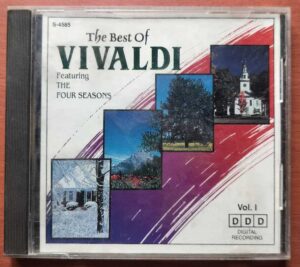 S-4585
The Best Of
VIVALDI
Featuring
THE
FOUR SEASONS
Vol. I
DDD
DIGITAL
RECORDING